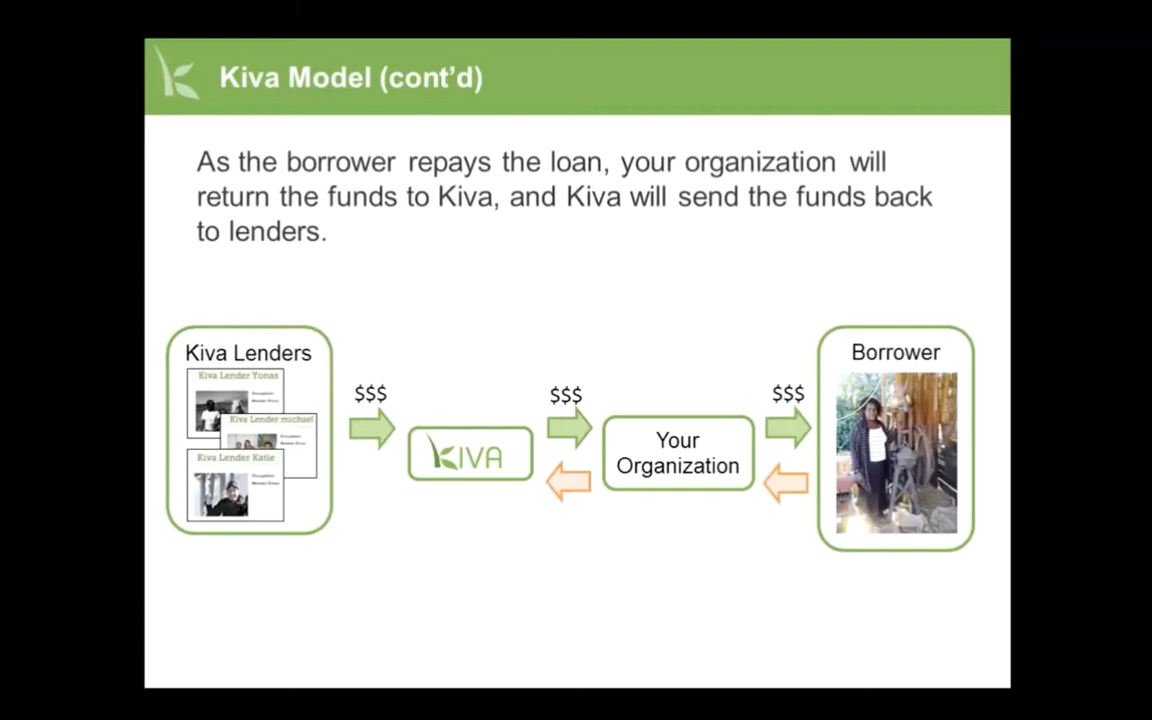 Kiva Model (cont'd)
As the borrower repays the loan, your organization will
return the funds to Kiva, and Kiva will send the funds back
to lenders.
Kiva Lenders
Kiva Lender Yonas
Kiva Lender michael
Kiva Lender Katie
$$$
KIVA
$$$
Your
Organization
$$$
Borrower